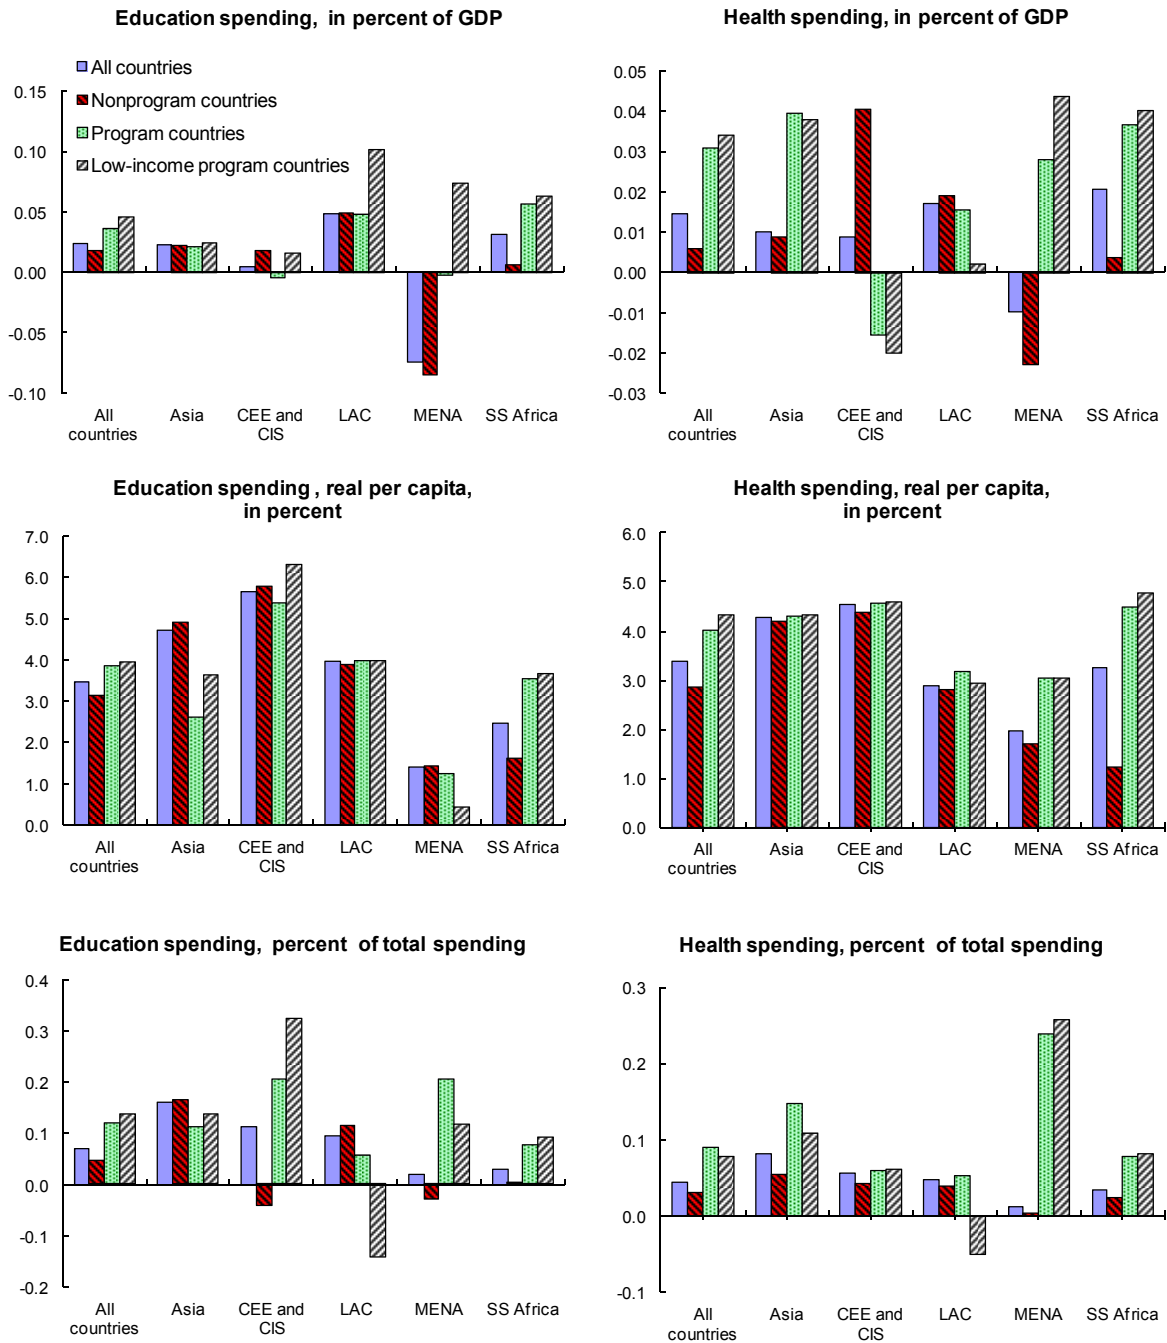 Education spending, in percent of GDP
All countries
Nonprogram countries
Program countries
Low-income program countries
0.15
0.10
0.05
0.00
-0.05
-0.10
All countries
Asia
CEE and CIS
LAC
MENA
SS Africa
Health spending, in percent of GDP
0.05
0.04
0.03
0.02
0.01
0.00
-0.01
-0.02
-0.03
All countries
Asia
CEE and CIS
LAC
MENA
SS Africa
Education spending , real per capita,
in percent
7.0
6.0
5.0
4.0
3.0
2.0
1.0
0.0
All countries
Asia
CEE and CIS
LAC
MENA
SS Africa
Health spending, real per capita,
in percent
6.0
5.0
4.0
3.0
2.0
1.0
0.0
All countries
Asia
CEE and CIS
LAC
MENA
SS Africa
Education spending, percent of total spending
0.4
0.3
0.2
0.1
0.0
-0.1
-0.2
All countries
Asia
CEE and CIS
LAC
MENA
SS Africa
Health spending, percent of total spending
0.3
0.2
0.1
0.0
-0.1
All countries
Asia
CEE and CIS
LAC
MENA
SS Africa